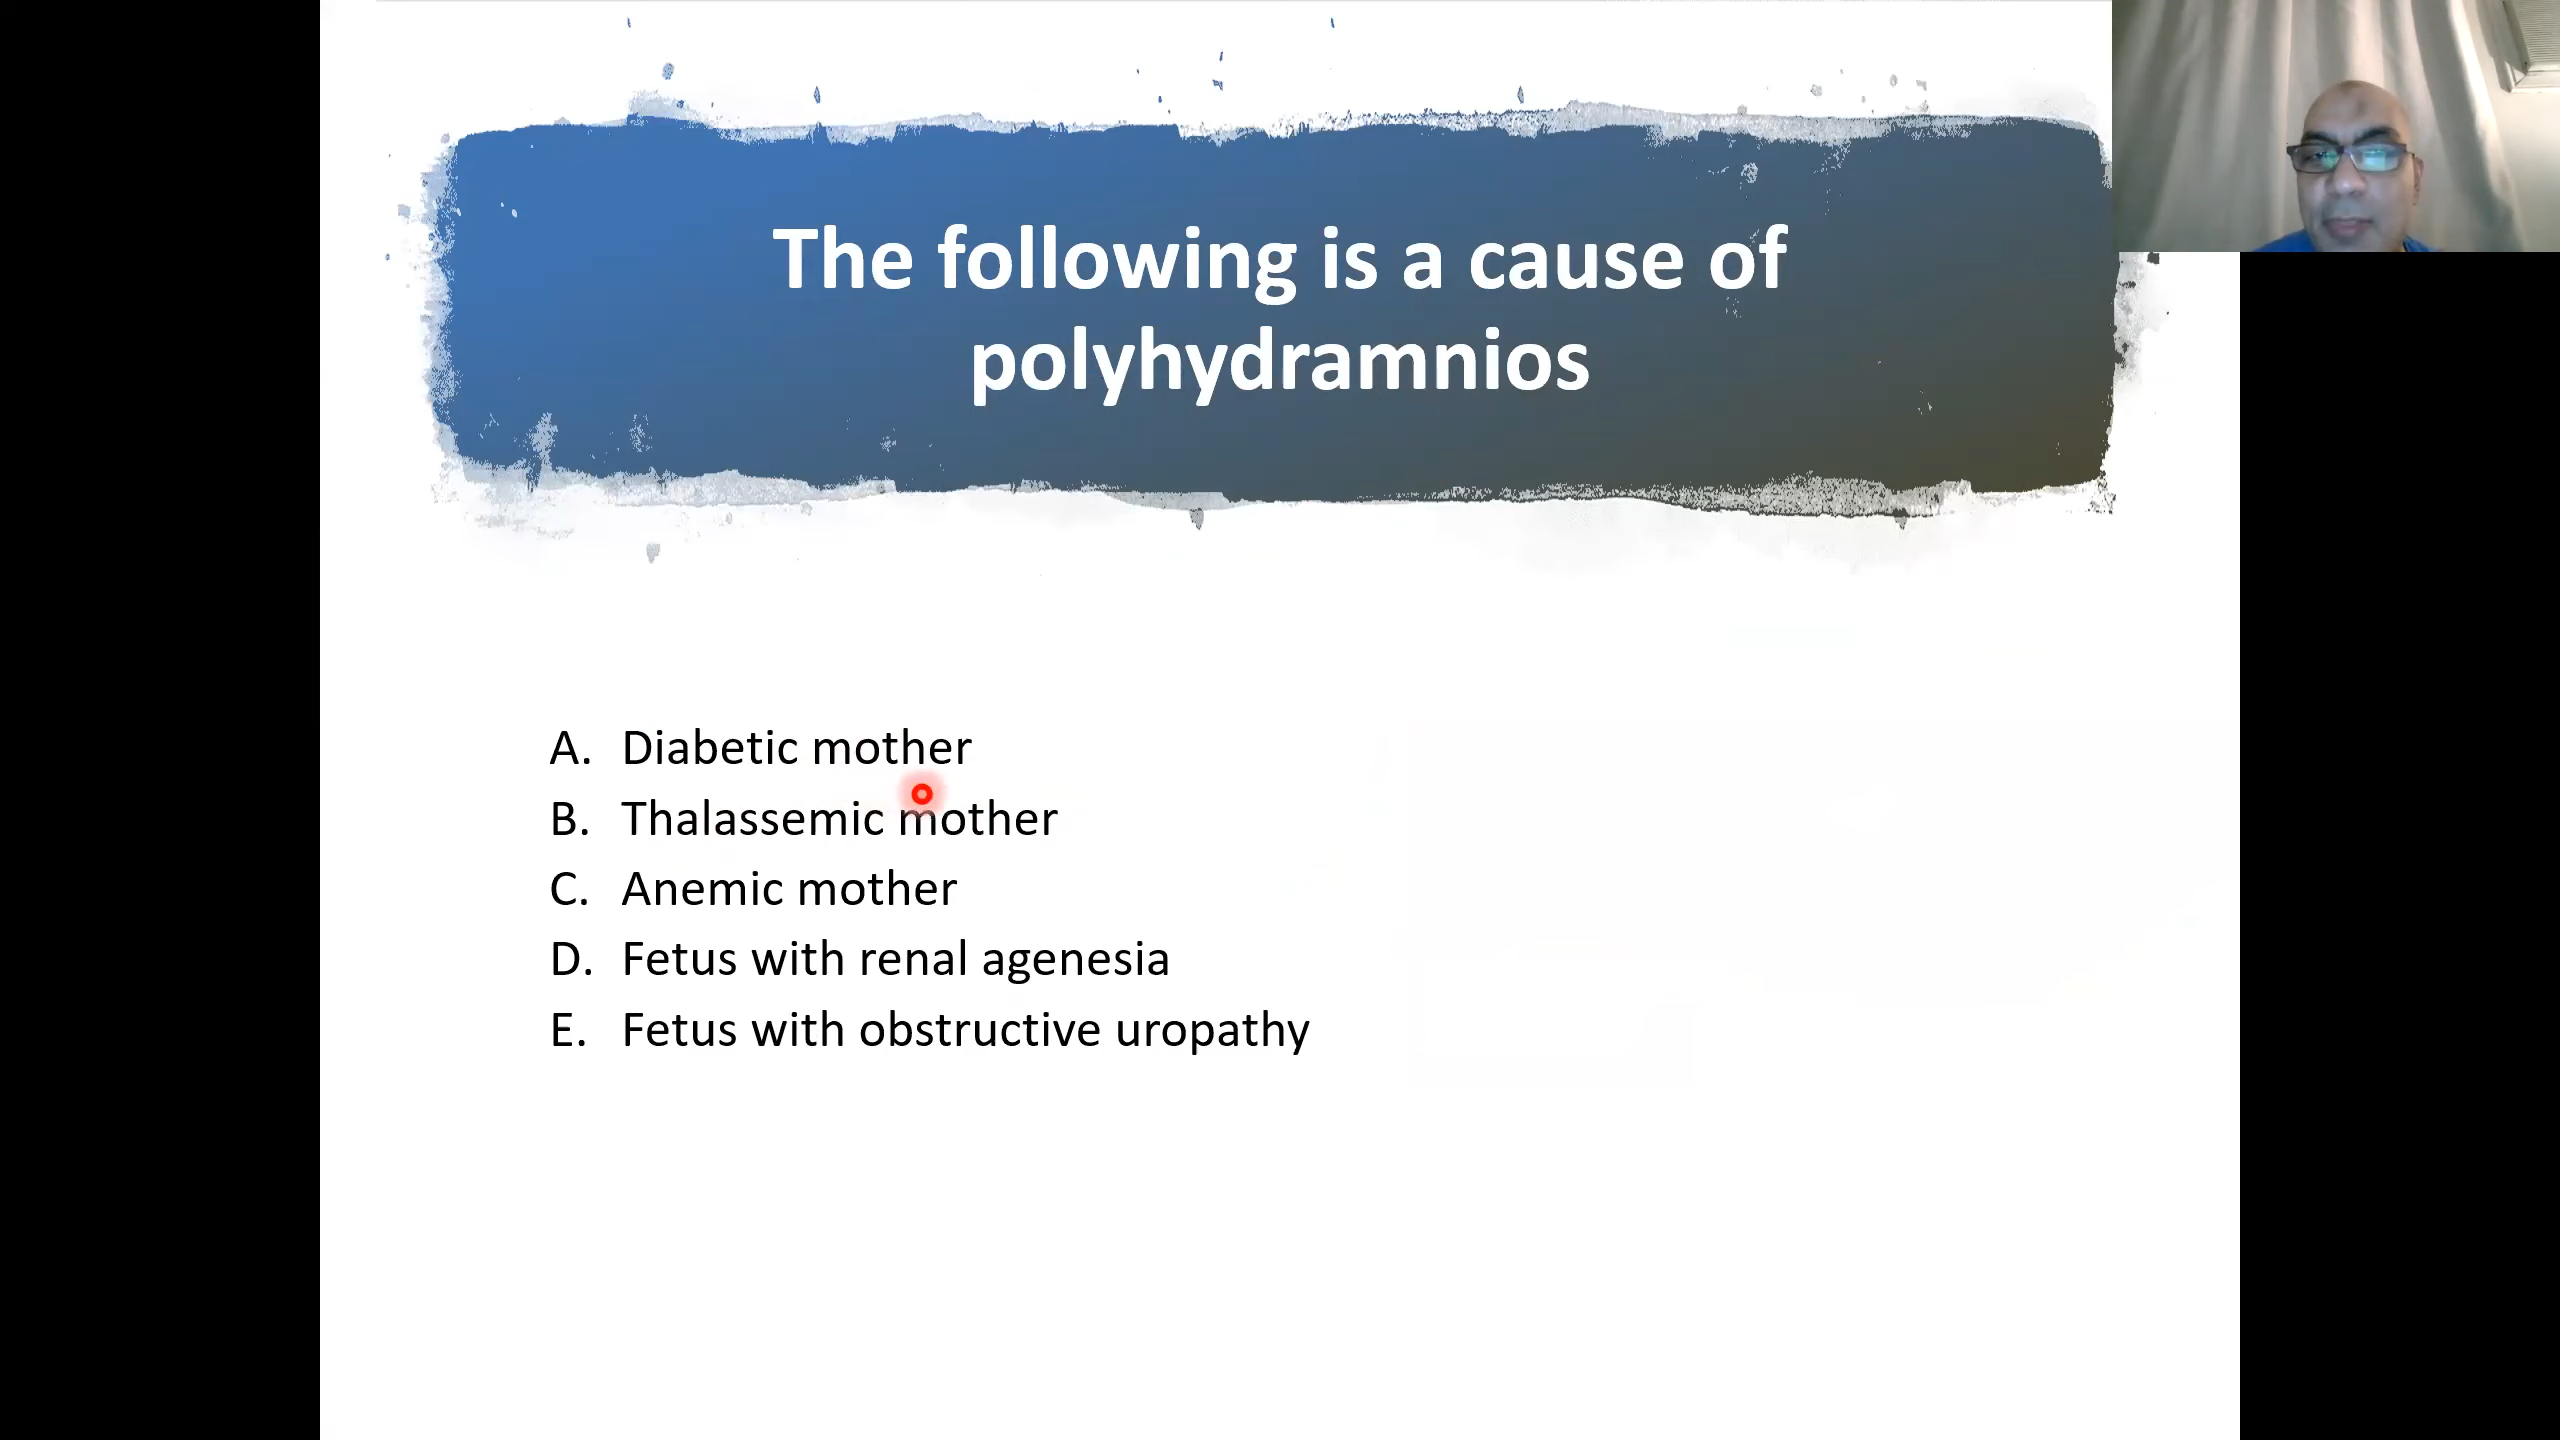 The following is a cause of
polyhydramnios
A. Diabetic mother
B. Thalassemic mother
C. Anemic mother
D. Fetus with renal agenesia
E. Fetus with obstructive uropathy